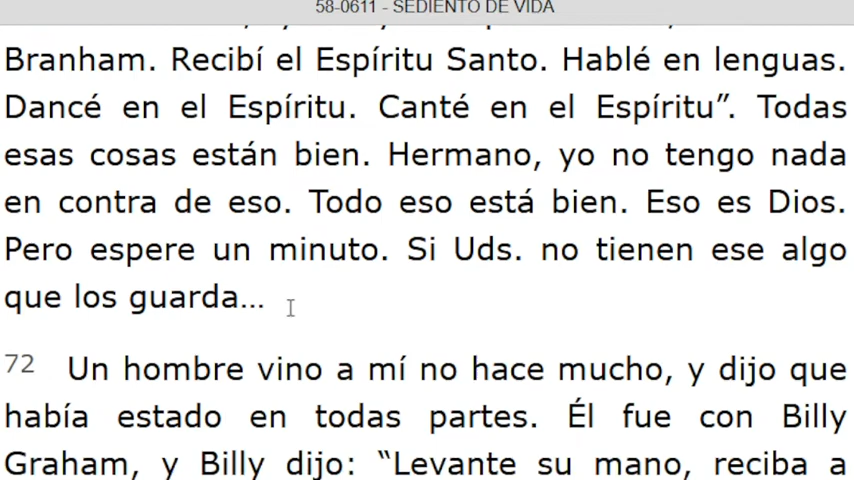 58-0611 - SEDIENTO DE VIDA
Branham. Recibí el Espíritu Santo. Hablé en lenguas.
Dancé en el Espíritu. Canté en el Espíritu”. Todas
esas cosas están bien. Hermano, yo no tengo nada
en contra de eso. Todo eso está bien. Eso es Dios.
Pero espere un minuto. Si Uds. no tienen ese algo
que los guarda…
72 Un hombre vino a mí no hace mucho, y dijo que
había estado en todas partes. Él fue con Billy
Graham, y Billy dijo: “Levante su mano, reciba a